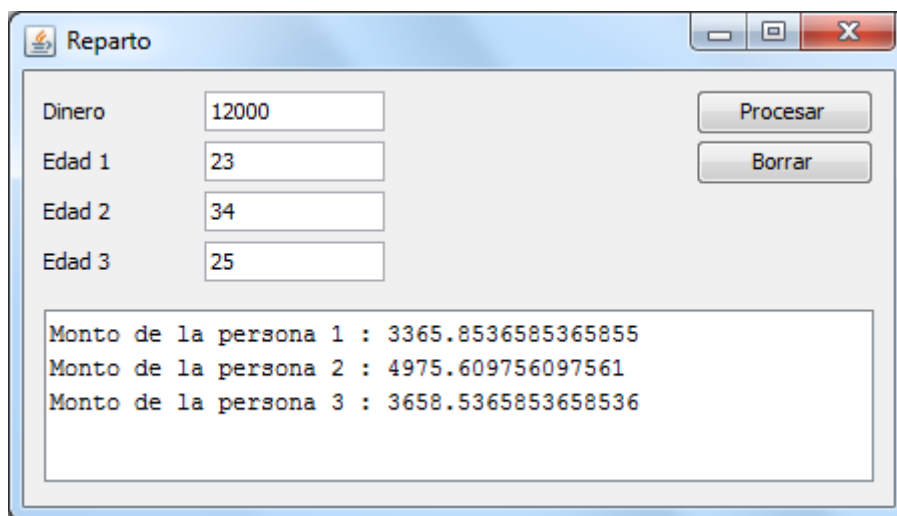 Reparto
Dinero 12000 Procesar
Edad 1 23 Borrar
Edad 2 34
Edad 3 25
Monto de la persona 1 : 3365.8536585365855
Monto de la persona 2 : 4975.609756097561
Monto de la persona 3 : 3658.5365853658536